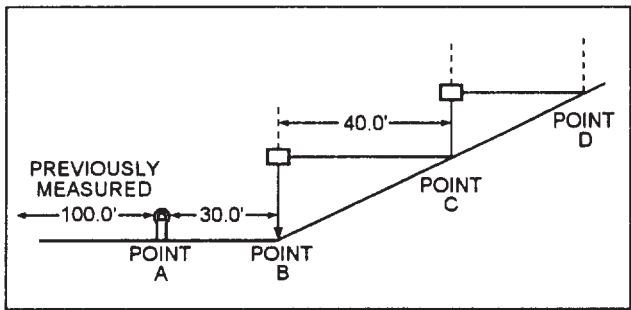 40.0'
POINT
D
PREVIOUSLY
MEASURED
POINT
C
100.0'
30.0'
POINT
A
POINT
B